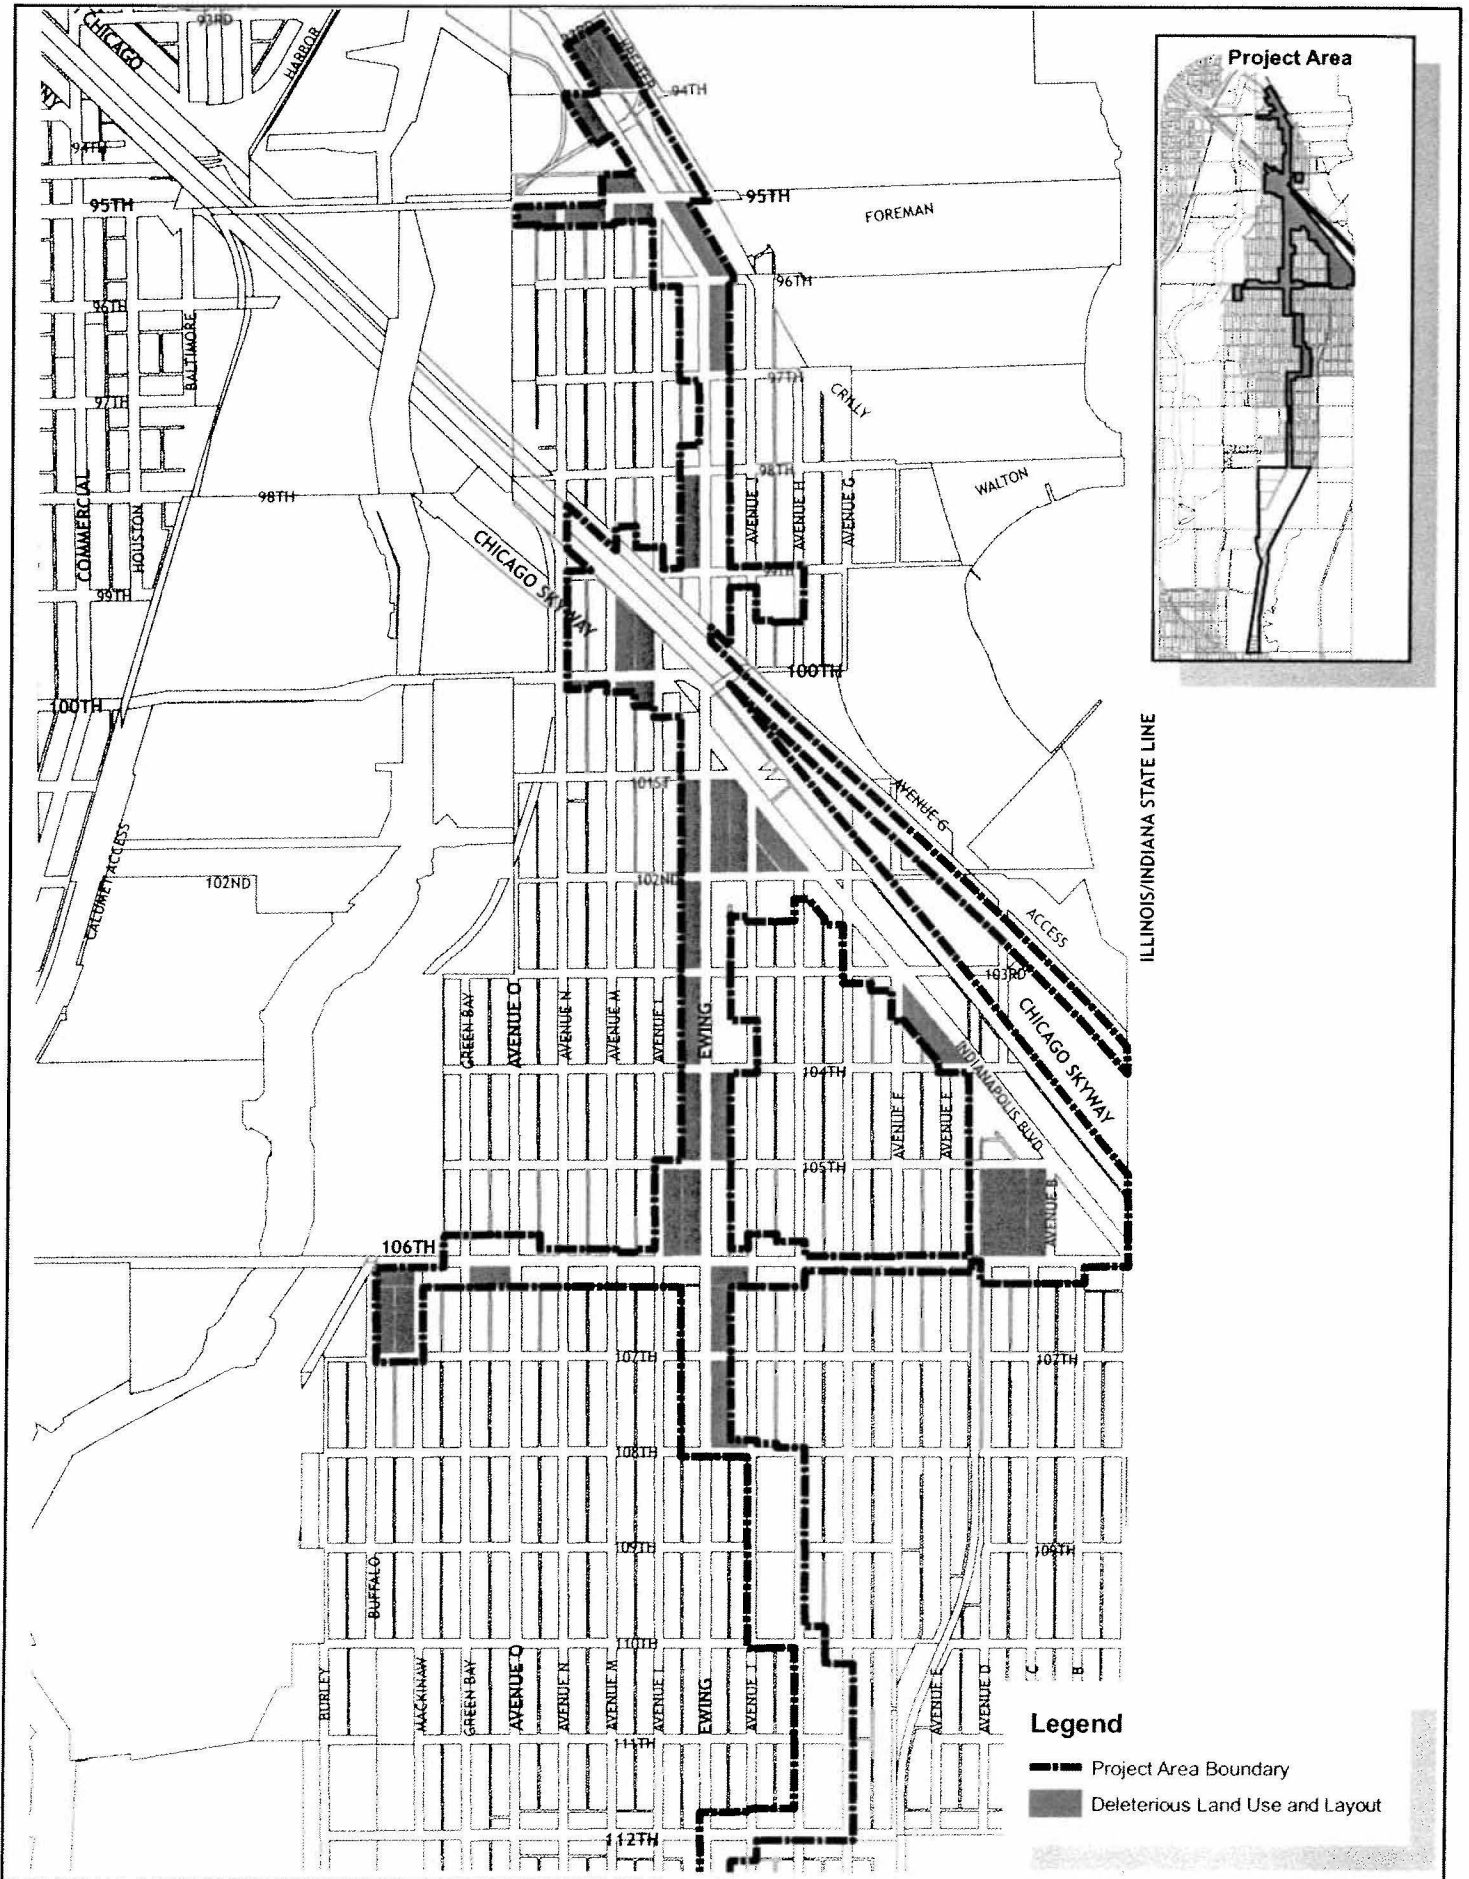 93RD
CHICAGO
HARBOR
94TH
94TH
95TH
95TH
FOREMAN
96TH
96TH
BALTIMORE
97TH
97TH
CRILLY
98TH
98TH
WALTON
COMMERCIAL
HOUSTON
AVENUE J
AVENUE H
AVENUE G
CHICAGO SKYWAY
99TH
99TH
100TH
100TH
101ST
AVENUE G
CALUMET ACCESS
102ND
102ND
ACCESS
103RD
CHICAGO SKYWAY
ILLINOIS/INDIANA STATE LINE
GREEN BAY
AVENUE O
AVENUE N
AVENUE M
AVENUE L
EWING
104TH
INDIANAPOLIS BLVD
AVENUE F
AVENUE E
105TH
AVENUE B
106TH
107TH
107TH
108TH
109TH
109TH
BUFFALO
110TH
BURLEY
MACKINAW
GREEN BAY
AVENUE O
AVENUE N
AVENUE M
AVENUE L
EWING
AVENUE J
AVENUE E
AVENUE D
C
B
111TH
112TH
Project Area
Legend
Project Area Boundary
Deleterious Land Use and Layout